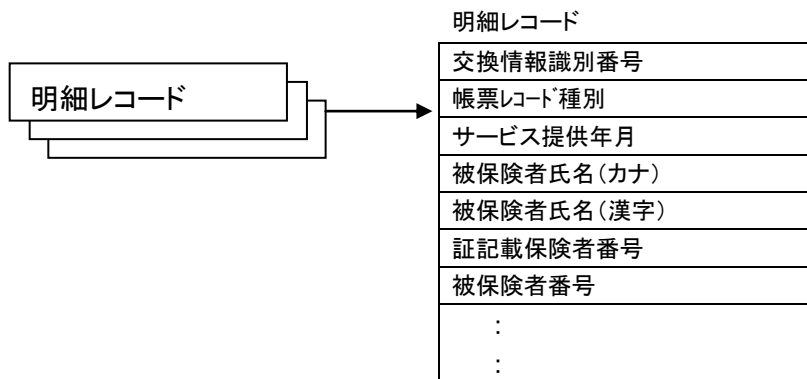 明細レコード
明細レコード
交換情報識別番号
帳票ﾚｺｰﾄﾞ種別
サービス提供年月
被保険者氏名(カナ)
被保険者氏名(漢字)
証記載保険者番号
被保険者番号
:
: